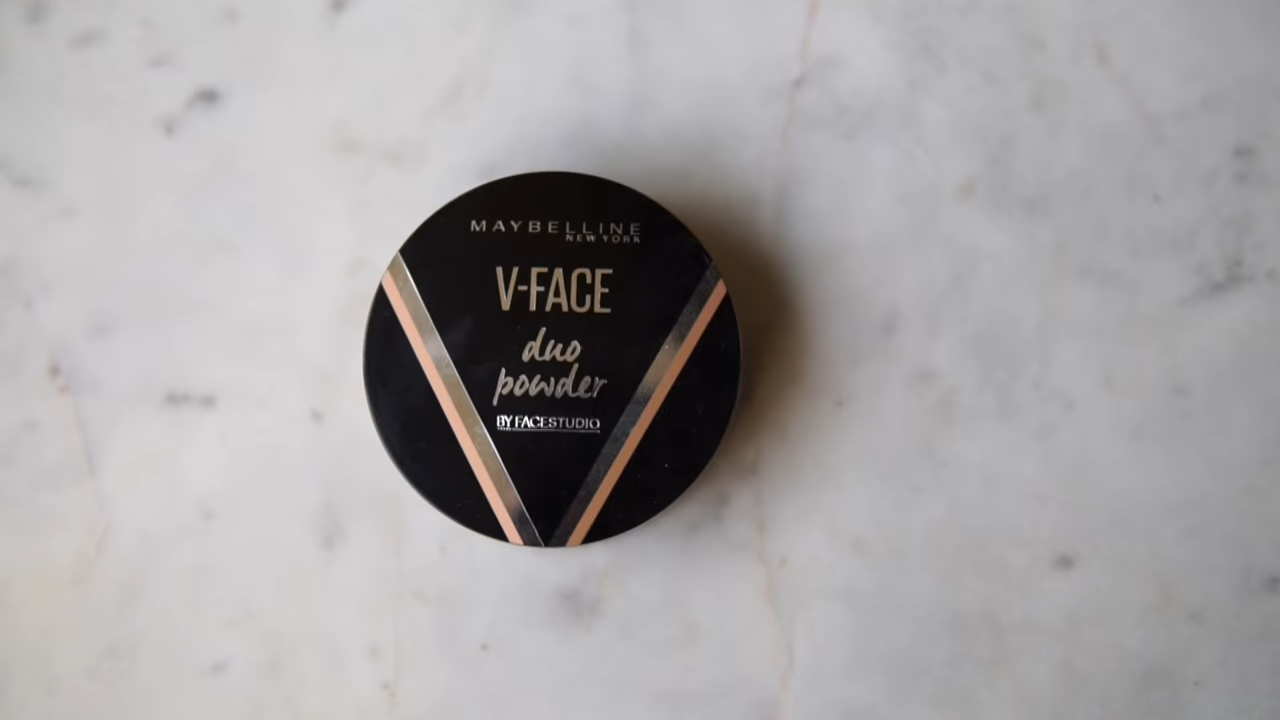 MAYBELLINE
NEW YORK
V-FACE
duo
powder
BY FACESTUDIO